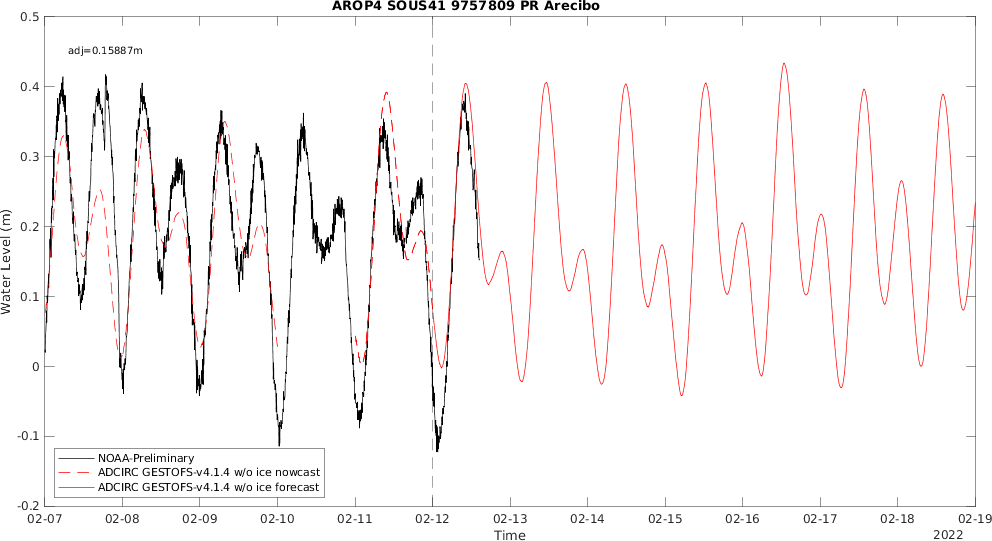 AROP4 SOUS41 9757809 PR Arecibo
adj=0.15887m
0.5
0.4
0.3
0.2
0.1
0
-0.1
-0.2
Water Level (m)
NOAA-Preliminary
ADCIRC GESTOFS-v4.1.4 w/o ice nowcast
ADCIRC GESTOFS-v4.1.4 w/o ice forecast
02-07 02-08 02-09 02-10 02-11 02-12 02-13 02-14 02-15 02-16 02-17 02-18 02-19
Time
2022